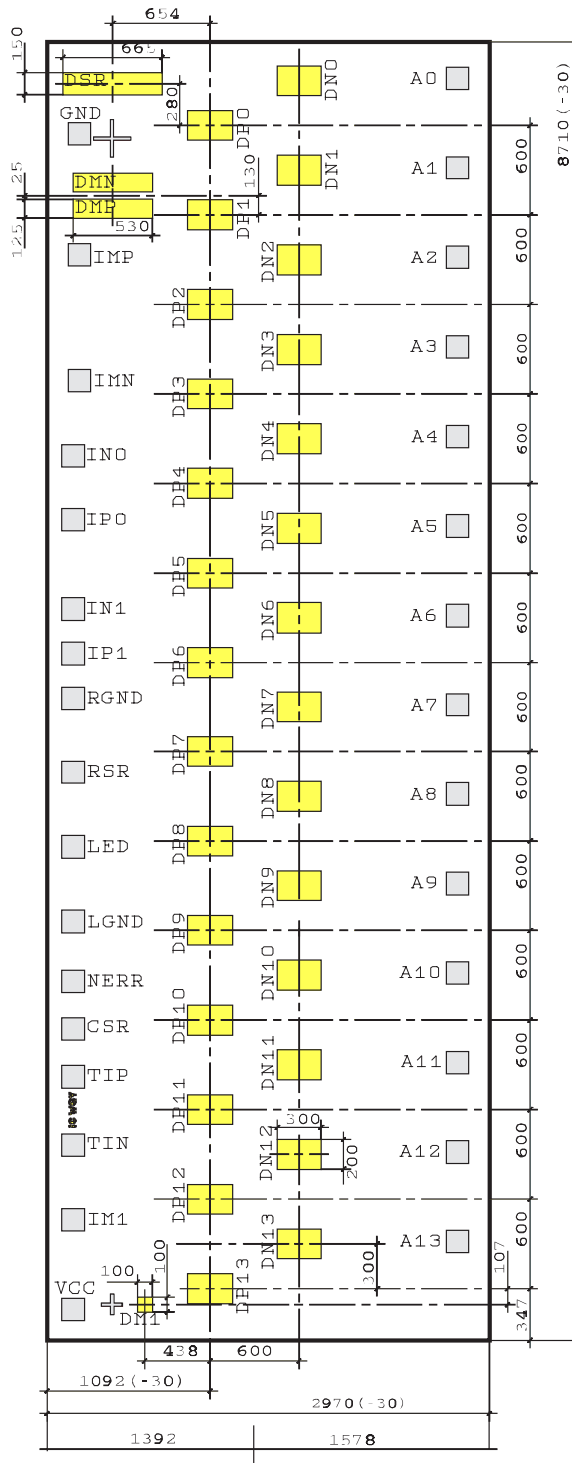 654
150
665
DSR
GND
280
DP0
DN0
A0
8710(-30)
600
DN1
A1
DMN
130
25
DMP
DP1
125
530
600
IMP
DN2
A2
DP2
600
DN3
A3
IMN
DP3
600
IN0
DN4
A4
DP4
600
IP0
DN5
A5
DP5
600
IN1
DN6
A6
IP1
DP6
RGND
600
DN7
A7
RSR
DP7
600
DN8
A8
LED
DP8
600
DN9
A9
LGND
DP9
600
NERR
DN10
A10
CSR
DP10
600
TIP
DN11
A11
iC WGY
DP11
300
TIN
DN12
200
A12
600
DP12
IM1
DN13
A13
600
100
100
300
107
VCC
DM1
DP13
347
438
600
1092(-30)
2970(-30)
1392
1578